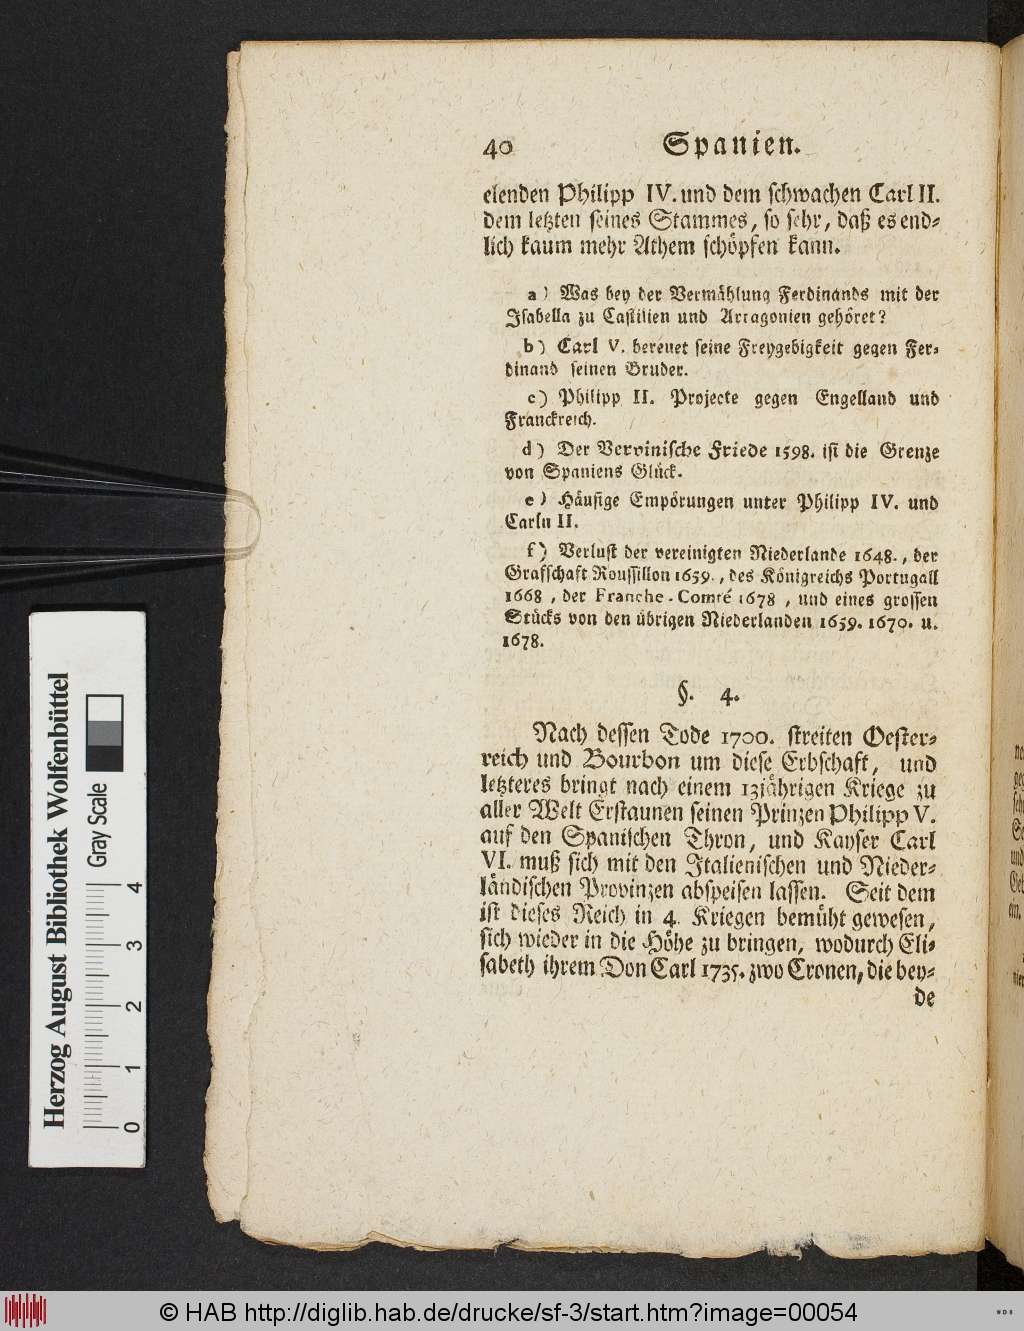 40 Spanien.
elenden Philipp IV. und dem schwachen Carl II.
dem letzten seines Stammes, so sehr, daß es end-
lich kaum mehr Athem schöpfen kann.
a) Was bey der Vermählung Ferdinands mit der
Isabella zu Castilien und Arragonien gehöret?
b) Carl V. bereuet seine Freygebigkeit gegen Fer-
dinand seinen Bruder.
c) Philipp II. Projecte gegen Engelland und
Franckreich.
d) Der Vervinische Friede 1598. ist die Grenze
von Spaniens Glück.
e) Häufige Empörungen unter Philipp IV. und
Carln II.
f) Verlust der vereinigten Niederlande 1648., der
Grafschaft Roussillon 1659., des Königreichs Portugall
1668, der Franche-Comté 1678, und eines grossen
Stücks von den übrigen Niederlanden 1659. 1670. u.
1678.
§. 4.
Nach dessen Tode 1700. streiten Oester-
reich und Bourbon um diese Erbschaft, und
letzteres bringt nach einem 13jährigen Kriege zu
aller Welt Erstaunen seinen Prinzen Philipp V.
auf den Spanischen Thron, und Kayser Carl
VI. muß sich mit den Italienischen und Nieder-
ländischen Provinzen abspeisen lassen. Seit dem
ist dieses Reich in 4. Kriegen bemüht gewesen,
sich wieder in die Höhe zu bringen, wodurch Eli-
sabeth ihrem Don Carl 1735. zwo Cronen, die bey-
de
Herzog August Bibliothek Wolfenbüttel
Gray Scale
0 1 2 3 4
© HAB http://diglib.hab.de/drucke/sf-3/start.htm?image=00054